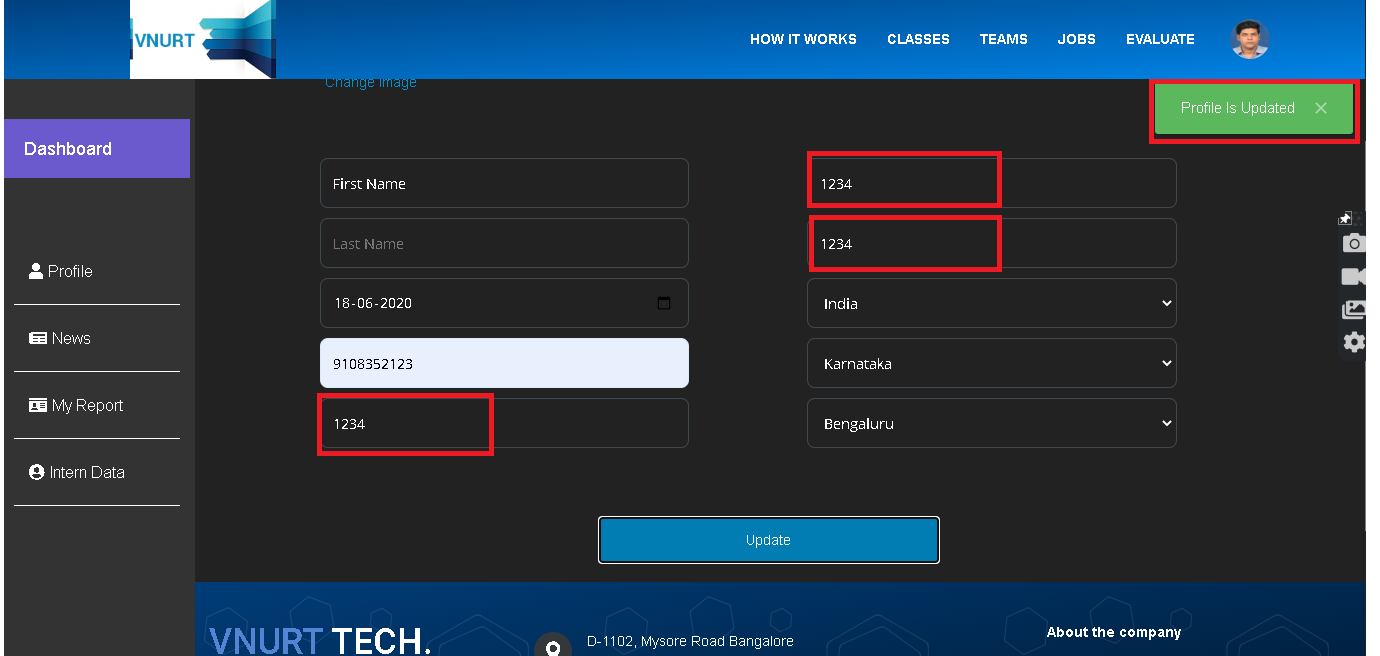 VNURT
HOW IT WORKS CLASSES TEAMS JOBS EVALUATE
Change Image
Profile Is Updated ×
Dashboard
First Name
1234
Last Name
1234
18-06-2020
India
9108352123
Karnataka
1234
Bengaluru
Profile
News
My Report
Intern Data
Update
VNURT TECH.
D-1102, Mysore Road Bangalore
About the company